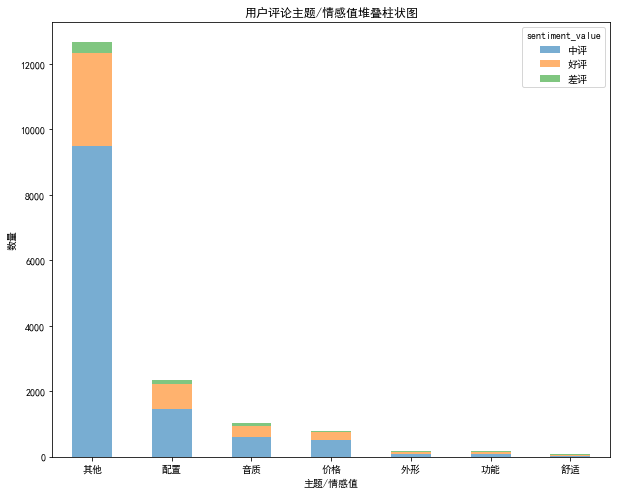 用户评论主题/情感值堆叠柱状图
sentiment_value
中评
好评
差评
数量
12000
10000
8000
6000
4000
2000
0
其他 配置 音质 价格 外形 功能 舒适
主题/情感值